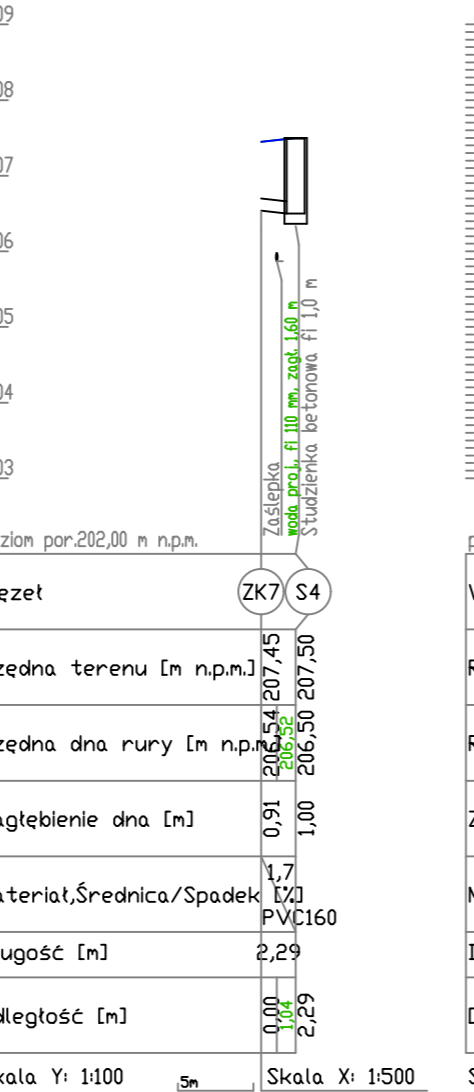 09
08
07
06
05
04
03
Zaślepka
woda proj. fi 110 mm, zagł. 1,60 m
Studzienka betonowa fi 1,0 m
ziom por.202,00 m n.p.m.
ęzeł
ZK7
S4
zędna terenu [m n.p.m.]
207,45
207,50
zędna dna rury [m n.p.m.]
206,54
206,52
206,50
agłębienie dna [m]
0,91
1,00
ateriał,Średnica/Spadek [%]
1,7
PVC160
ugość [m]
2,29
dległość [m]
0,00
1,04
2,29
kala Y: 1:100
5m
Skala X: 1:500